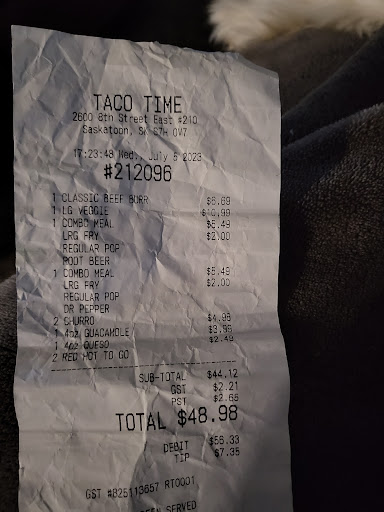 TACO TIME
2600 8th Street East #210
Saskatoon, SK S7H 0V7
17:23:48 Wed., July 5 2023
#212096
1 CLASSIC BEEF BURR $6.69
1 LG VEGGIE $10.99
1 COMBO MEAL $5.49
LRG FRY $2.00
REGULAR POP
ROOT BEER
1 COMBO MEAL $5.49
LRG FRY $2.00
REGULAR POP
DR PEPPER
2 CHURRO $4.98
1 4oz GUACAMOLE $3.99
1 4oz QUESO $2.49
2 RED HOT TO GO
SUB-TOTAL $44.12
GST $2.21
PST $2.65
TOTAL $48.98
DEBIT $56.33
TIP $7.35
GST #825113657 RT0001
SERVED